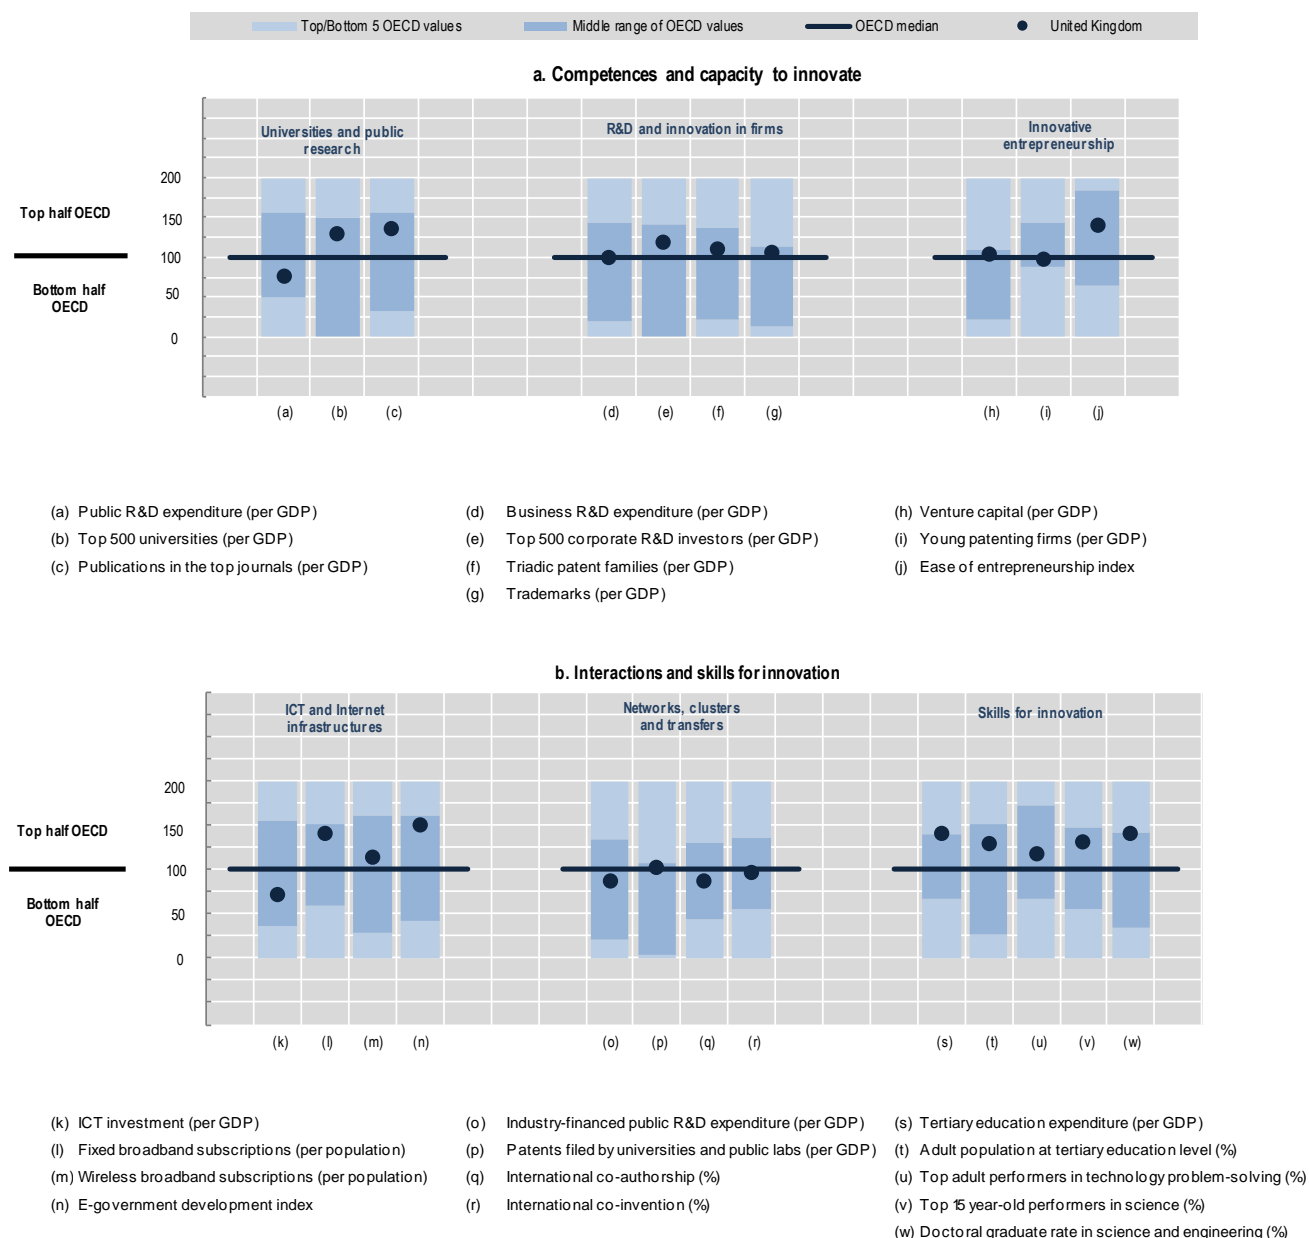 Top/Bottom 5 OECD values Middle range of OECD values OECD median United Kingdom
a. Competences and capacity to innovate
Universities and public
research
R&D and innovation in firms
Innovative
entrepreneurship
200
150
100
50
0
Top half OECD
Bottom half
OECD
(a) (b) (c) (d) (e) (f) (g) (h) (i) (j)
(a) Public R&D expenditure (per GDP)
(b) Top 500 universities (per GDP)
(c) Publications in the top journals (per GDP)
(d) Business R&D expenditure (per GDP)
(e) Top 500 corporate R&D investors (per GDP)
(f) Triadic patent families (per GDP)
(g) Trademarks (per GDP)
(h) Venture capital (per GDP)
(i) Young patenting firms (per GDP)
(j) Ease of entrepreneurship index
b. Interactions and skills for innovation
ICT and Internet
infrastructures
Networks, clusters
and transfers
Skills for innovation
200
150
100
50
0
Top half OECD
Bottom half
OECD
(k) (l) (m) (n) (o) (p) (q) (r) (s) (t) (u) (v) (w)
(k) ICT investment (per GDP)
(l) Fixed broadband subscriptions (per population)
(m) Wireless broadband subscriptions (per population)
(n) E-government development index
(o) Industry-financed public R&D expenditure (per GDP)
(p) Patents filed by universities and public labs (per GDP)
(q) International co-authorship (%)
(r) International co-invention (%)
(s) Tertiary education expenditure (per GDP)
(t) Adult population at tertiary education level (%)
(u) Top adult performers in technology problem-solving (%)
(v) Top 15 year-old performers in science (%)
(w) Doctoral graduate rate in science and engineering (%)